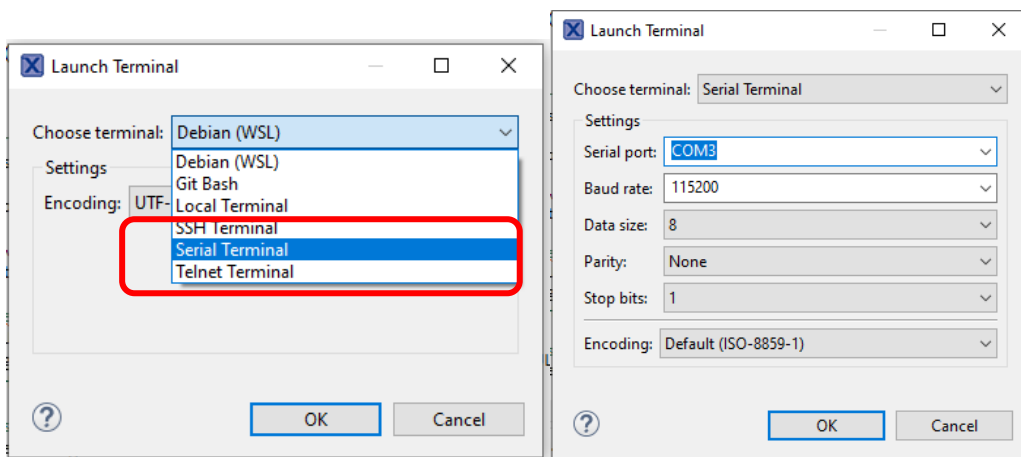 Launch Terminal
Choose terminal: Debian (WSL)
Debian (WSL)
Settings
Git Bash
Encoding: UTF-
Local Terminal
SSH Terminal
Serial Terminal
Telnet Terminal
?
OK Cancel
Launch Terminal
Choose terminal: Serial Terminal
Settings
Serial port: COM3
Baud rate: 115200
Data size: 8
Parity: None
Stop bits: 1
Encoding: Default (ISO-8859-1)
?
OK Cancel